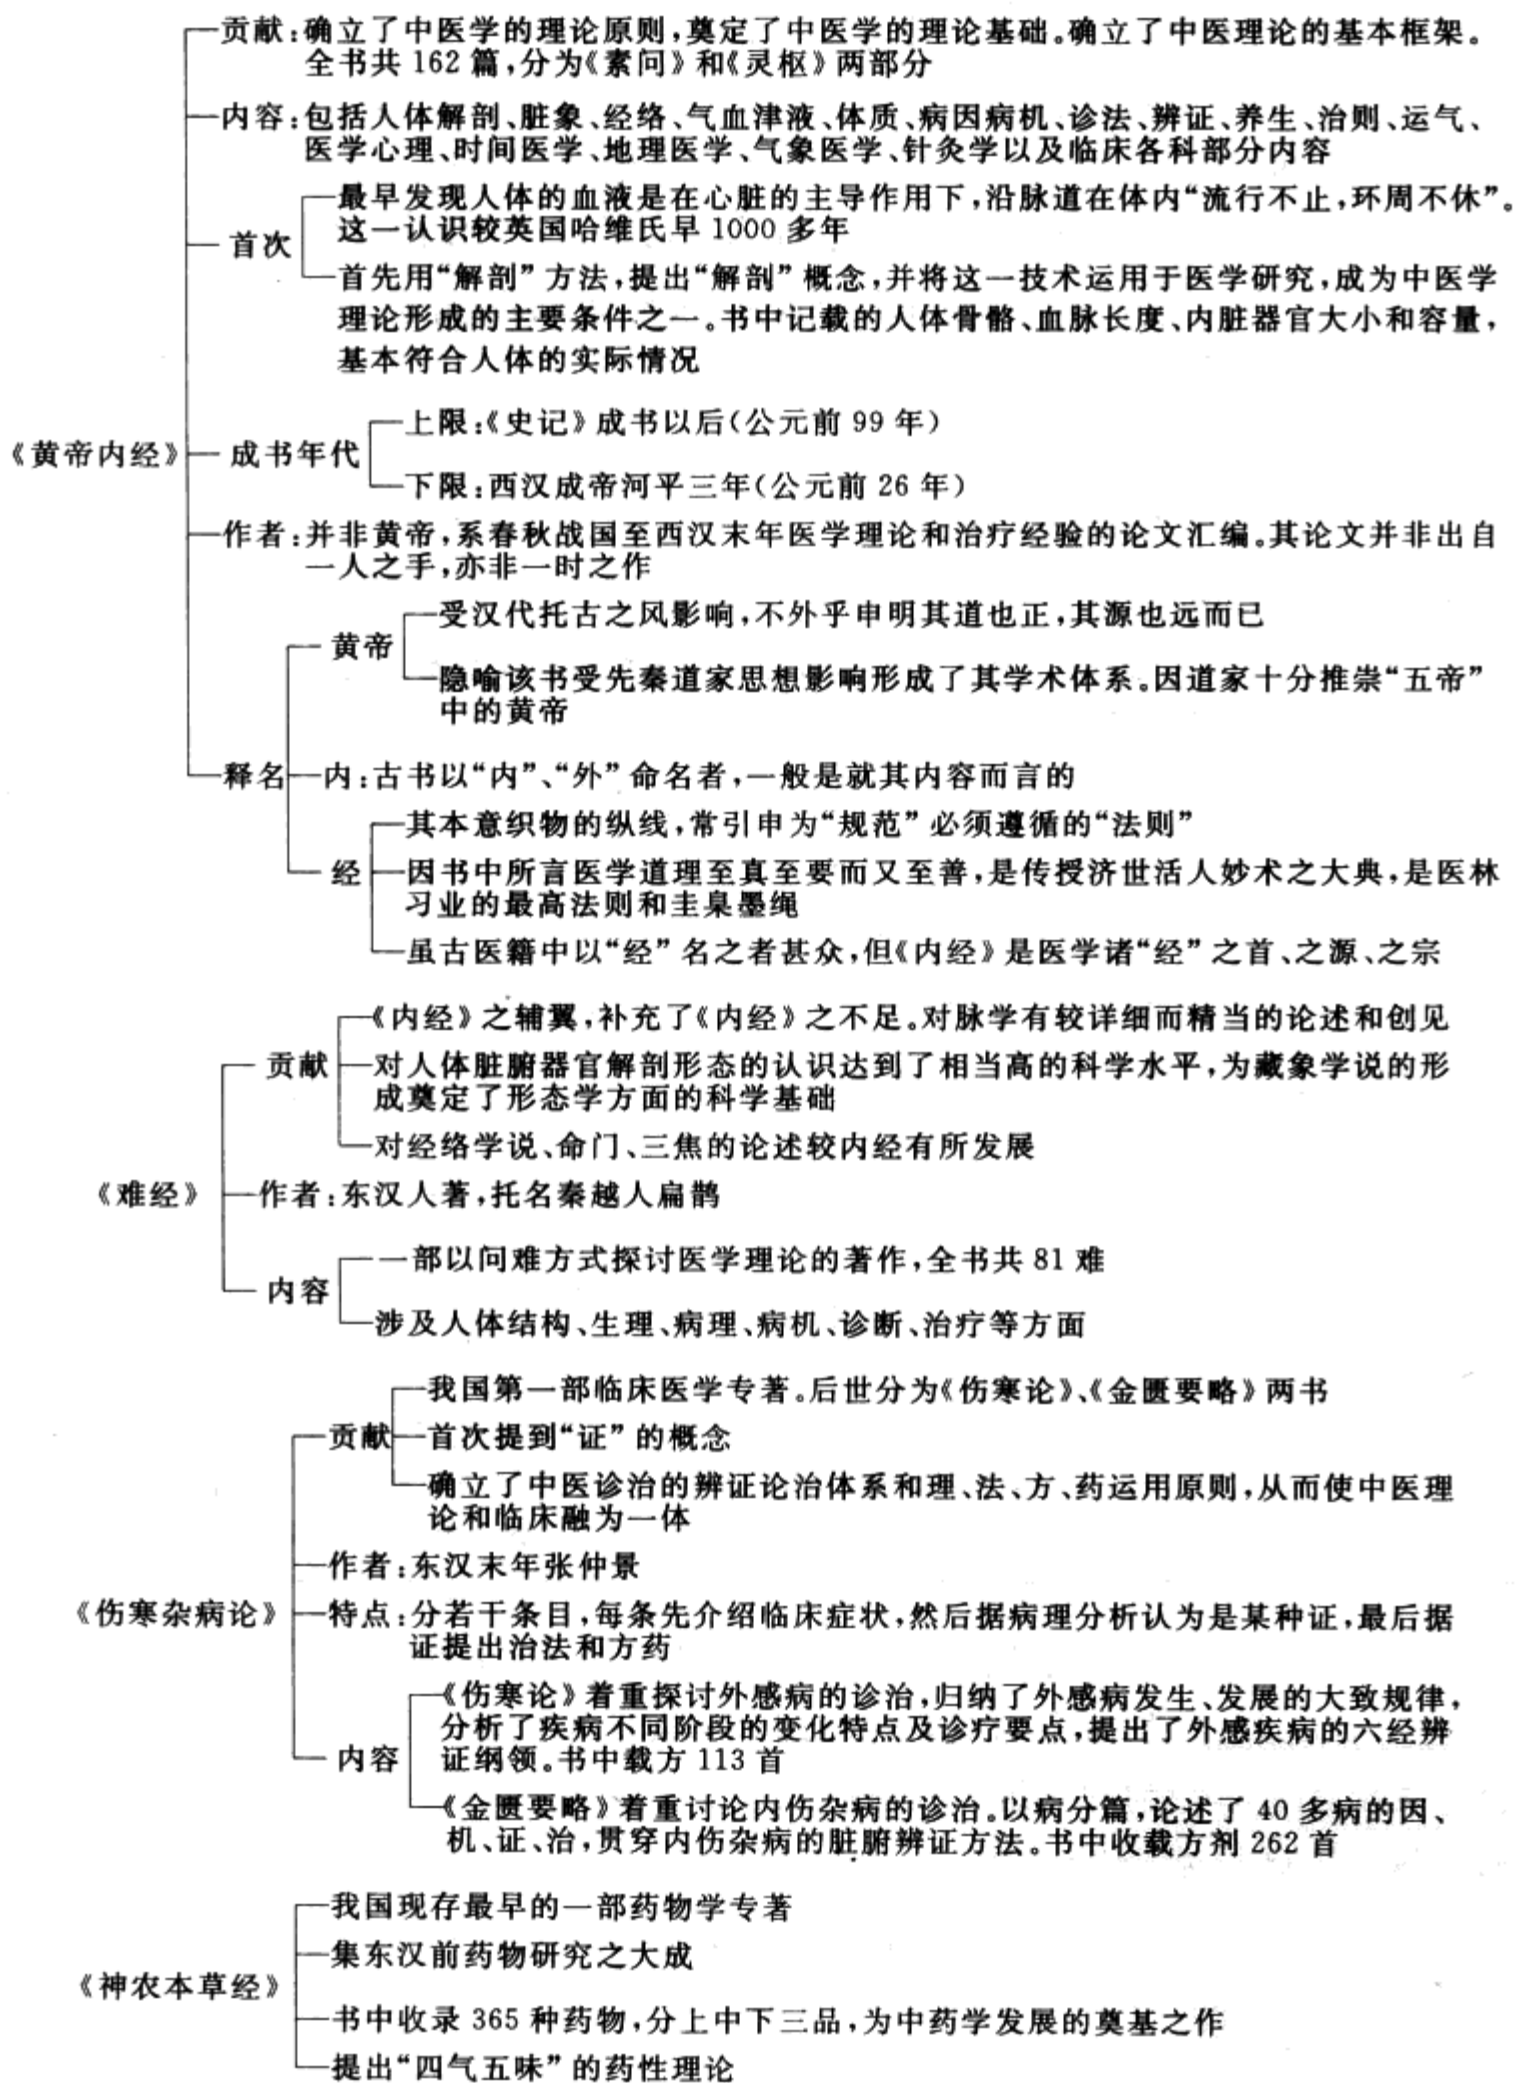 贡献:确立了中医学的理论原则,奠定了中医学的理论基础。确立了中医理论的基本框架。
全书共 162 篇,分为《素问》和《灵枢》两部分
内容:包括人体解剖、脏象、经络、气血津液、体质、病因病机、诊法、辨证、养生、治则、运气、
医学心理、时间医学、地理医学、气象医学、针灸学以及临床各科部分内容
首次
最早发现人体的血液是在心脏的主导作用下,沿脉道在体内“流行不止,环周不休”。
这一认识较英国哈维氏早 1000 多年
首先用“解剖”方法,提出“解剖”概念,并将这一技术运用于医学研究,成为中医学
理论形成的主要条件之一。书中记载的人体骨骼、血脉长度、内脏器官大小和容量,
基本符合人体的实际情况
《黄帝内经》
成书年代
上限:《史记》成书以后(公元前 99 年)
下限:西汉成帝河平三年(公元前 26 年)
作者:并非黄帝,系春秋战国至西汉末年医学理论和治疗经验的论文汇编。其论文并非出自
一人之手,亦非一时之作
释名
黄帝
受汉代托古之风影响,不外乎申明其道也正,其源也远而已
隐喻该书受先秦道家思想影响形成了其学术体系。因道家十分推崇“五帝”
中的黄帝
内:古书以“内”、“外”命名者,一般是就其内容而言的
经
其本意织物的纵线,常引申为“规范”必须遵循的“法则”
因书中所言医学道理至真至要而又至善,是传授济世活人妙术之大典,是医林
习业的最高法则和圭臬墨绳
虽古医籍中以“经”名之者甚众,但《内经》是医学诸“经”之首、之源、之宗
《难经》
贡献
《内经》之辅翼,补充了《内经》之不足。对脉学有较详细而精当的论述和创见
对人体脏腑器官解剖形态的认识达到了相当高的科学水平,为藏象学说的形
成奠定了形态学方面的科学基础
对经络学说、命门、三焦的论述较内经有所发展
作者:东汉人著,托名秦越人扁鹊
内容
一部以问难方式探讨医学理论的著作,全书共 81 难
涉及人体结构、生理、病理、病机、诊断、治疗等方面
《伤寒杂病论》
贡献
我国第一部临床医学专著。后世分为《伤寒论》、《金匮要略》两书
首次提到“证”的概念
确立了中医诊治的辨证论治体系和理、法、方、药运用原则,从而使中医理
论和临床融为一体
作者:东汉末年张仲景
特点:分若干条目,每条先介绍临床症状,然后据病理分析认为是某种证,最后据
证提出治法和方药
内容
《伤寒论》着重探讨外感病的诊治,归纳了外感病发生、发展的大致规律,
分析了疾病不同阶段的变化特点及诊疗要点,提出了外感疾病的六经辨
证纲领。书中载方 113 首
《金匮要略》着重讨论内伤杂病的诊治。以病分篇,论述了 40 多病的因、
机、证、治,贯穿内伤杂病的脏腑辨证方法。书中收载方剂 262 首
《神农本草经》
我国现存最早的一部药物学专著
集东汉前药物研究之大成
书中收录 365 种药物,分上中下三品,为中药学发展的奠基之作
提出“四气五味”的药性理论